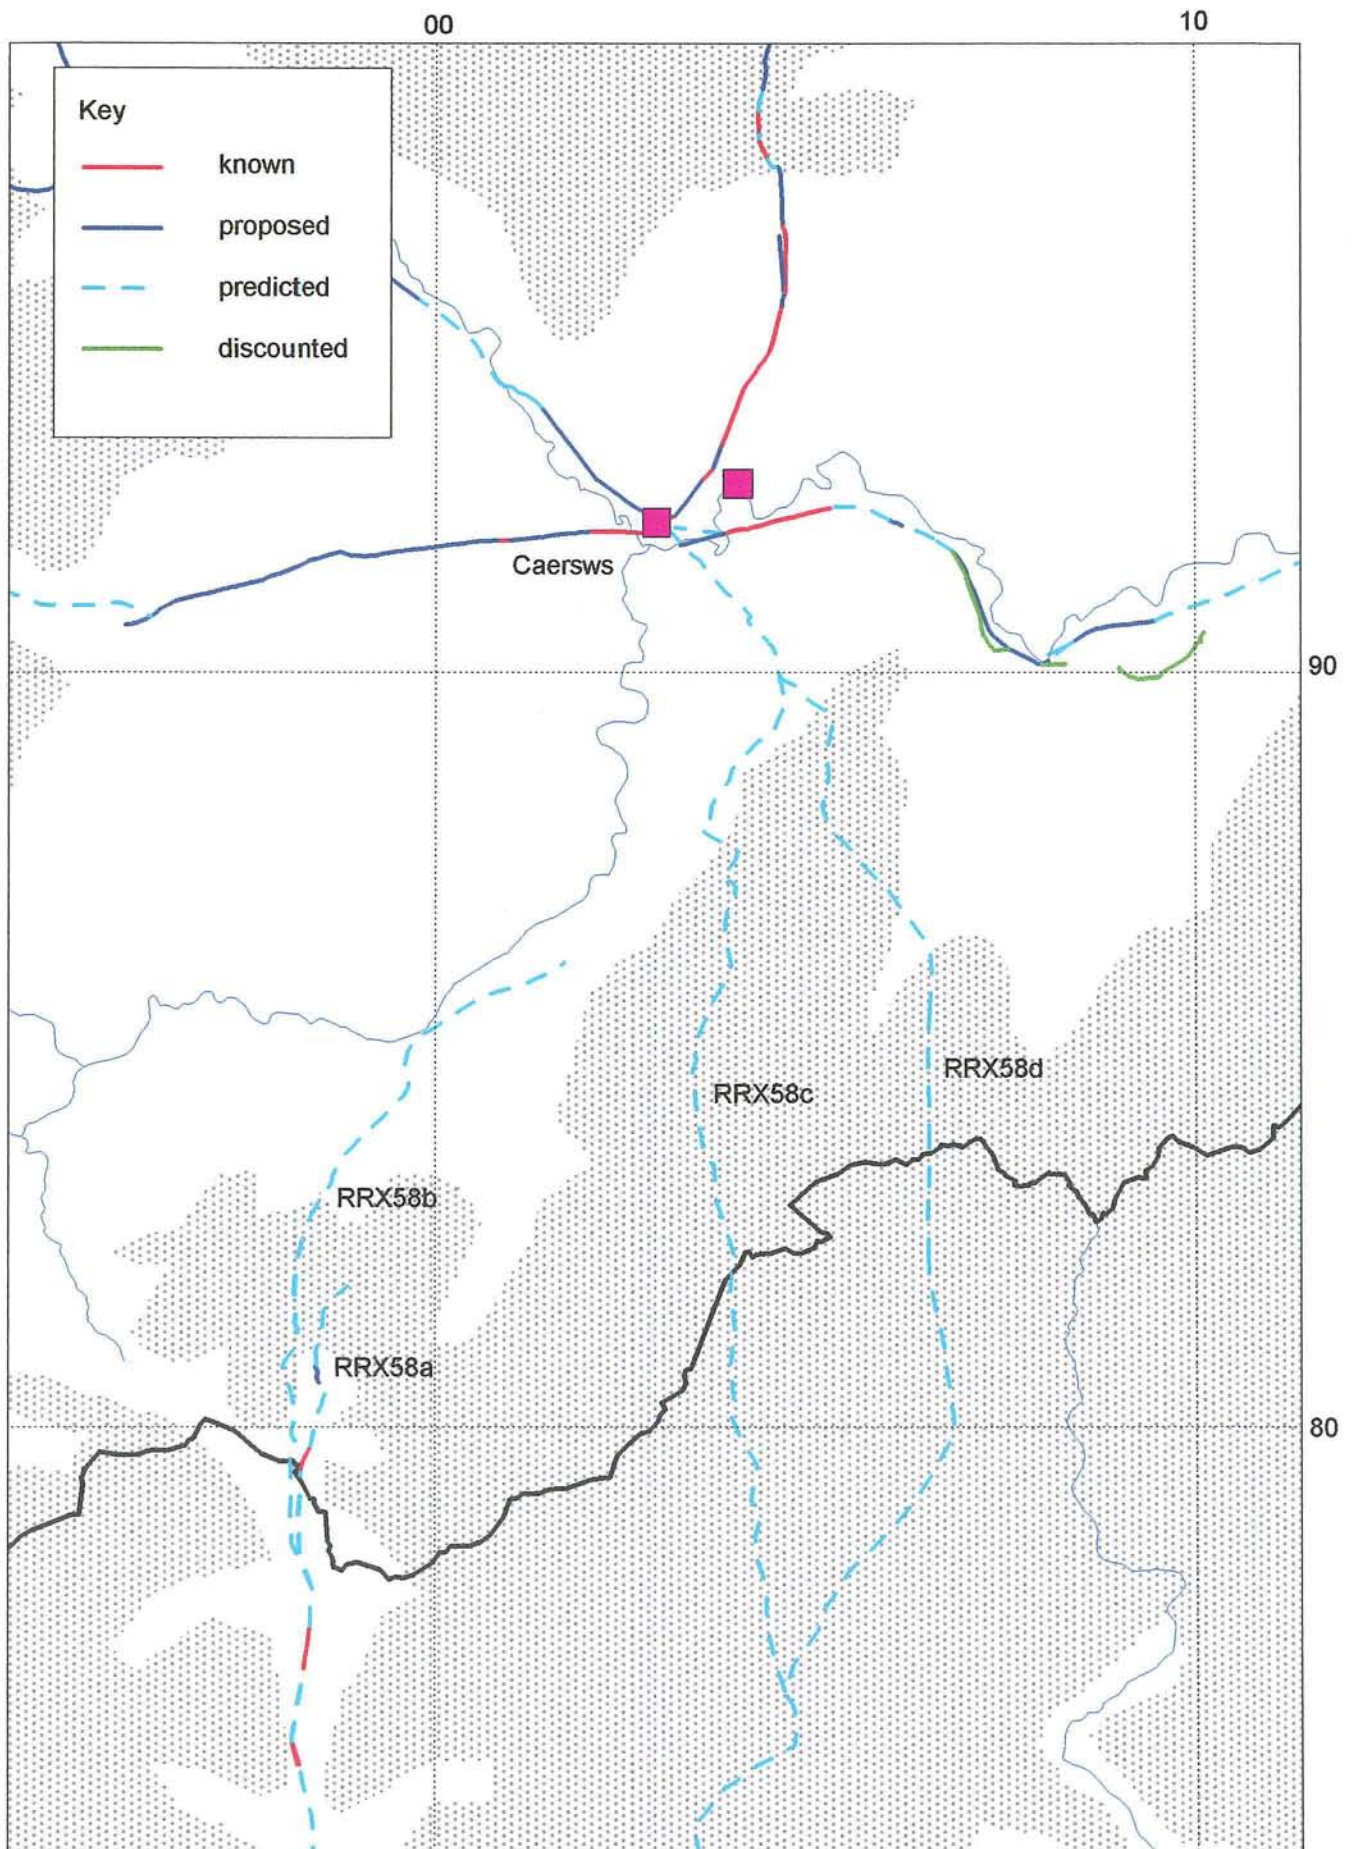 00
10
Key
known
proposed
predicted
discounted
Caersws
90
RRX58d
RRX58c
RRX58b
RRX58a
80